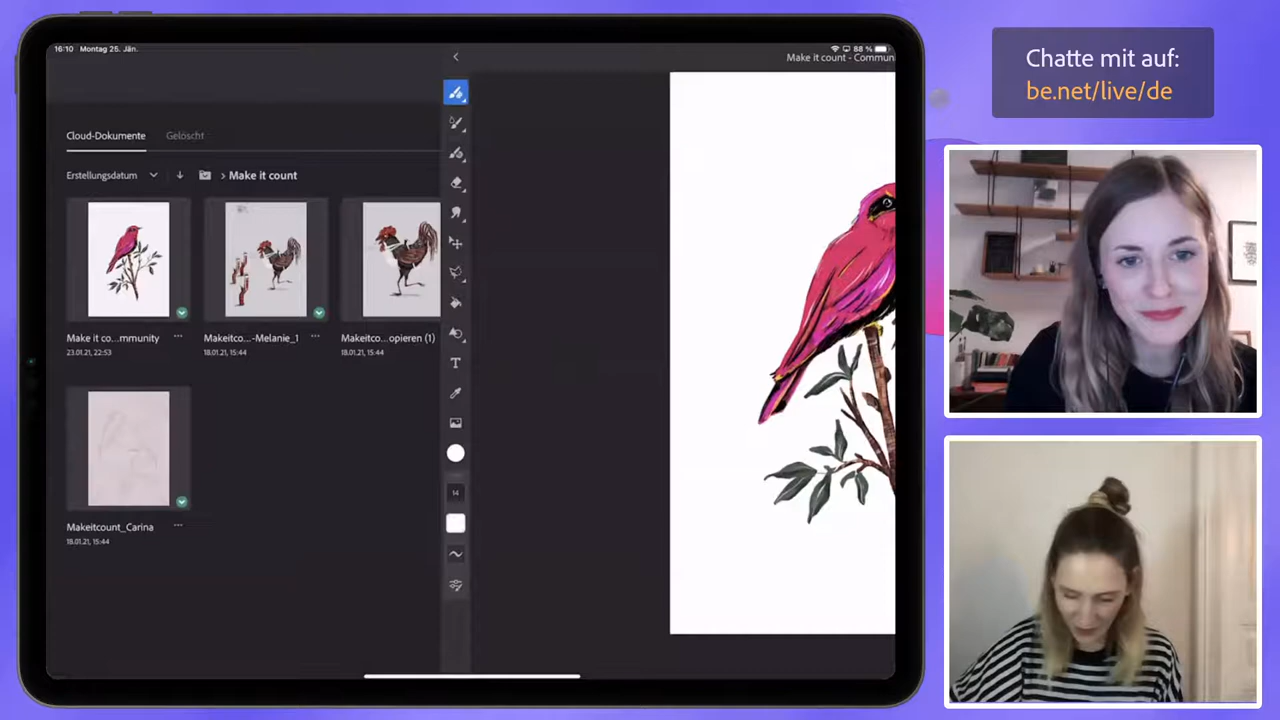 16:10 Montag 25. Jän.
88 %
Make it count - Commun
Cloud-Dokumente
Gelöscht
Erstellungsdatum
> Make it count
Make it co...mmunity
23.01.21, 22:53
Makeitco...-Melanie_1
18.01.21, 15:44
Makeitco...opieren (1)
18.01.21, 15:44
Makeitcount_Carina
18.01.21, 15:44
T
14
Chatte mit auf:
be.net/live/de